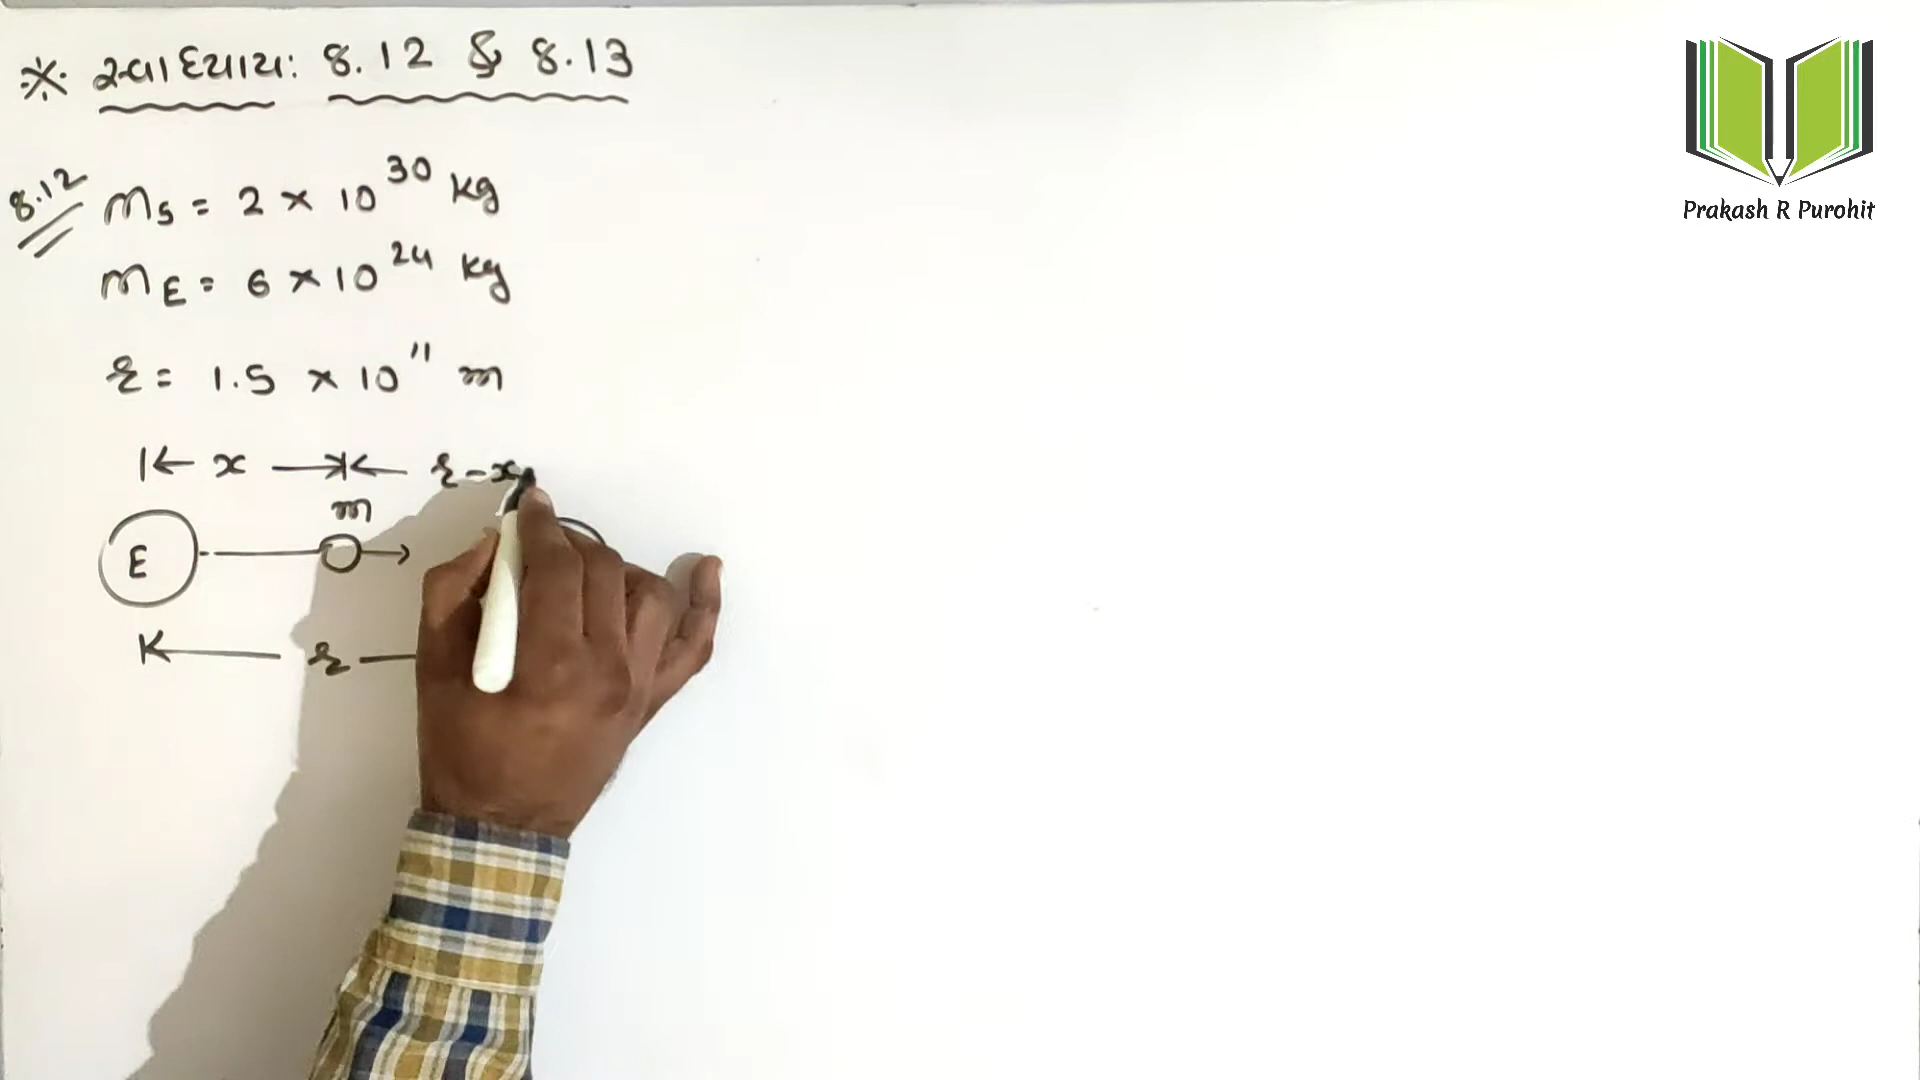 ※ સ્વાધ્યાય: 8.12 & 8.13
8.12
mS = 2 × 10^30 kg
mE = 6 × 10^24 kg
r = 1.5 × 10^11 m
x r-x
m
E
r
Prakash R Purohit